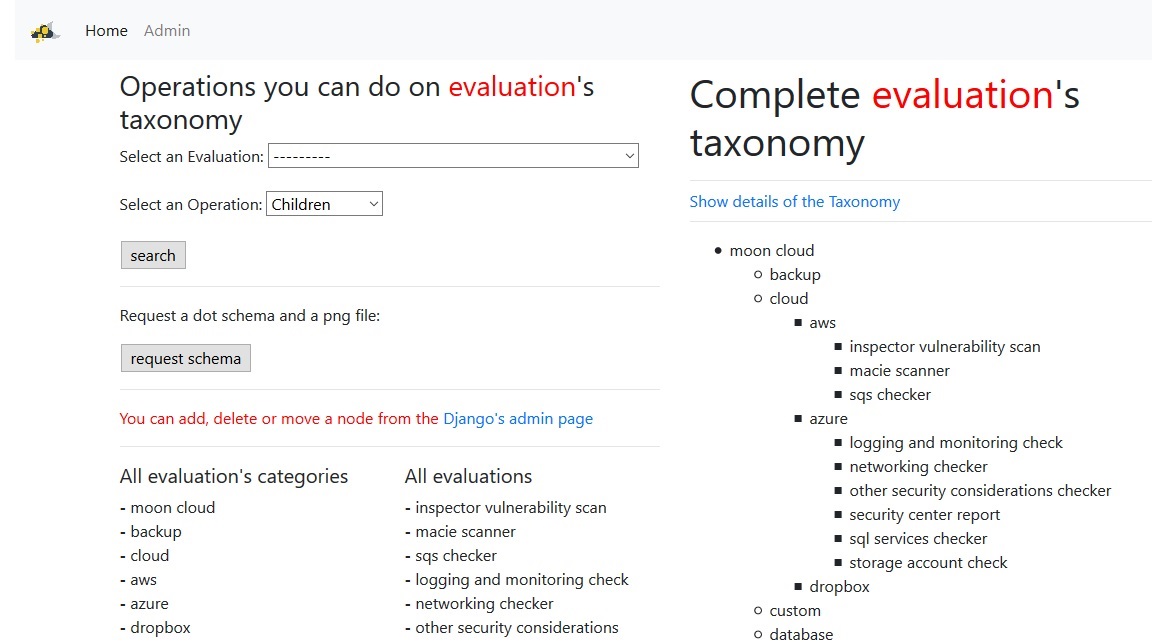 Home Admin
Operations you can do on evaluation's
taxonomy
Select an Evaluation: ---------
Select an Operation: Children
search
Request a dot schema and a png file:
request schema
You can add, delete or move a node from the Django's admin page
All evaluation's categories
- moon cloud
- backup
- cloud
- aws
- azure
- dropbox
All evaluations
- inspector vulnerability scan
- macie scanner
- sqs checker
- logging and monitoring check
- networking checker
- other security considerations
Complete evaluation's
taxonomy
Show details of the Taxonomy
moon cloud
backup
cloud
aws
inspector vulnerability scan
macie scanner
sqs checker
azure
logging and monitoring check
networking checker
other security considerations checker
security center report
sql services checker
storage account check
dropbox
custom
database